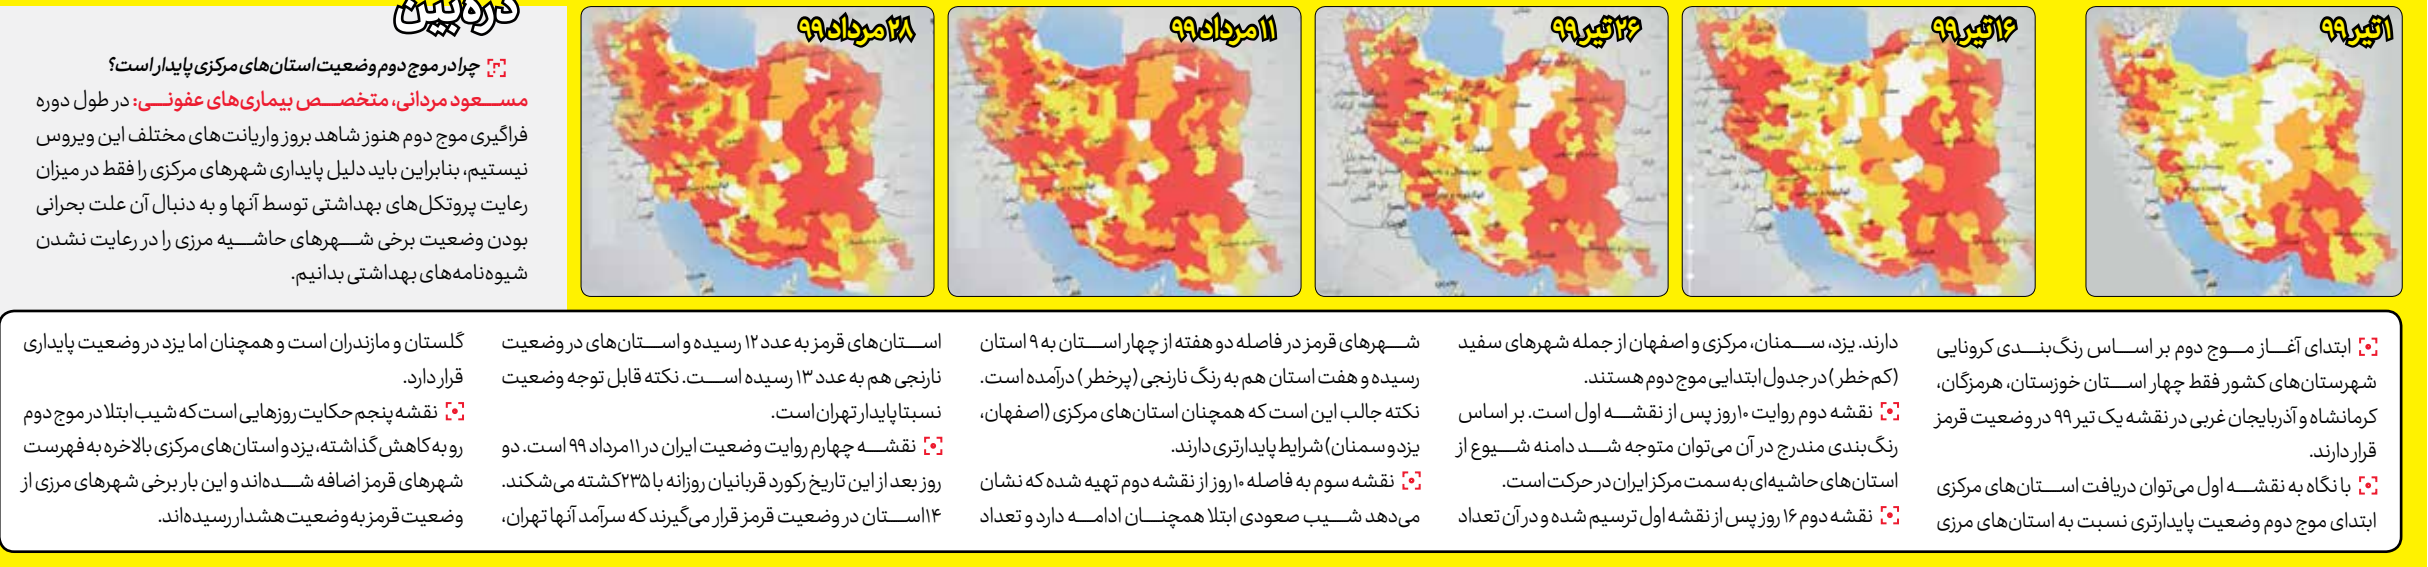 ۱ تیر ۹۹
۱۶ تیر ۹۹
۲۶ تیر ۹۹
۱۱ مرداد ۹۹
۲۸ مرداد ۹۹
ذره‌بین
چرا در موج دوم وضعیت استان‌های مرکزی پایدار است؟
مسعود مردانی، متخصص بیماری‌های عفونی: در طول دوره
فراگیری موج دوم هنوز شاهد بروز واریانت‌های مختلف این ویروس
نیستیم، بنابراین باید دلیل پایداری شهرهای مرکزی را فقط در میزان
رعایت پروتکل‌های بهداشتی توسط آنها و به دنبال آن علت بحرانی
بودن وضعیت برخی شهرهای حاشیه مرزی را در رعایت نشدن
شیوه‌نامه‌های بهداشتی بدانیم.
ابتدای آغاز موج دوم بر اساس رنگ‌بندی کرونایی
شهرستان‌های کشور فقط چهار استان خوزستان، هرمزگان،
کرمانشاه و آذربایجان غربی در نقشه یک تیر ۹۹ در وضعیت قرمز
قرار دارند.
با نگاه به نقشه اول می‌توان دریافت استان‌های مرکزی
ابتدای موج دوم وضعیت پایدارتری نسبت به استان‌های مرزی
دارند. یزد، سمنان، مرکزی و اصفهان از جمله شهرهای سفید
(کم خطر) در جدول ابتدایی موج دوم هستند.
نقشه دوم روایت ۱۰ روز پس از نقشه اول است. بر اساس
رنگ‌بندی مندرج در آن می‌توان متوجه شد دامنه شیوع از
استان‌های حاشیه‌ای به سمت مرکز ایران در حرکت است.
نقشه دوم ۱۶ روز پس از نقشه اول ترسیم شده و در آن تعداد
شهرهای قرمز در فاصله دو هفته از چهار استان به ۹ استان
رسیده و هفت استان هم به رنگ نارنجی (پرخطر) درآمده است.
نکته جالب این است که همچنان استان‌های مرکزی (اصفهان،
یزد و سمنان) شرایط پایدارتری دارند.
نقشه سوم به فاصله ۱۰ روز از نقشه دوم تهیه شده که نشان
می‌دهد شیب صعودی ابتلا همچنان ادامه دارد و تعداد
استان‌های قرمز به عدد ۱۲ رسیده و استان‌های در وضعیت
نارنجی هم به عدد ۱۳ رسیده است. نکته قابل توجه وضعیت
نسبتا پایدار تهران است.
نقشه چهارم روایت وضعیت ایران در ۱۱ مرداد ۹۹ است. دو
روز بعد از این تاریخ رکورد قربانیان روزانه با ۲۳۵ کشته می‌شکند.
۱۴ استان در وضعیت قرمز قرار می‌گیرند که سرآمد آنها تهران،
گلستان و مازندران است و همچنان اما یزد در وضعیت پایداری
قرار دارد.
نقشه پنجم حکایت روزهایی است که شیب ابتلا در موج دوم
رو به کاهش گذاشته، یزد و استان‌های مرکزی بالاخره به فهرست
شهرهای قرمز اضافه شده‌اند و این بار برخی شهرهای مرزی از
وضعیت قرمز به وضعیت هشدار رسیده‌اند.